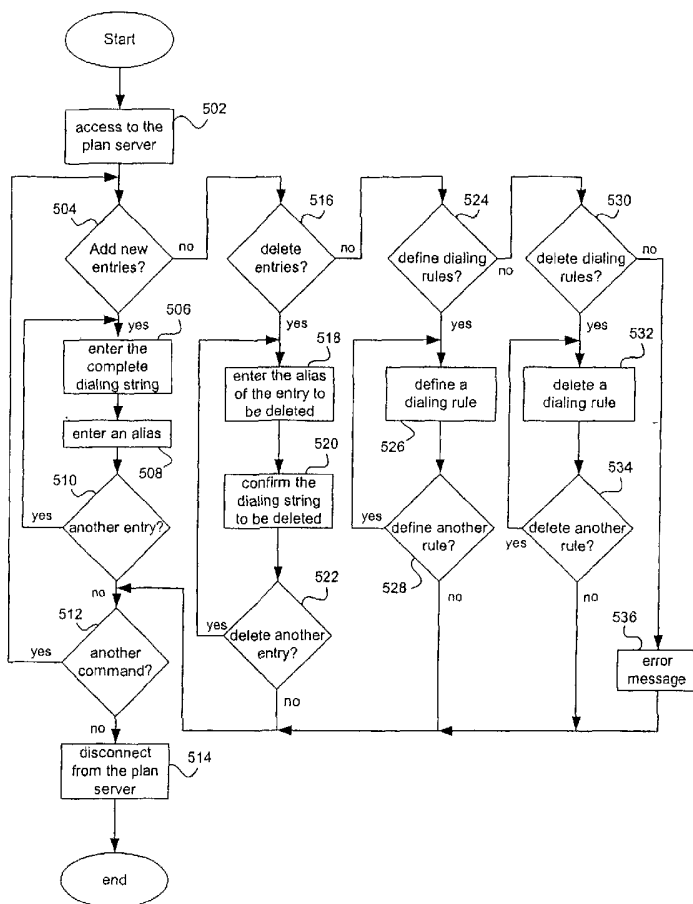 Start
502
access to the
plan server
504
Add new
entries?
no
yes
516
delete
entries?
no
yes
524
define dialing
rules?
no
yes
530
delete dialing
rules?
no
yes
506
enter the
complete
dialing string
enter an alias
508
510
another entry?
yes
no
512
another
command?
yes
no
disconnect
from the plan
server
514
end
518
enter the alias
of the entry to
be deleted
520
confirm the
dialing string
to be deleted
522
delete another
entry?
yes
no
define a
dialing rule
526
define another
rule?
yes
528
no
532
delete a
dialing rule
534
delete another
rule?
yes
no
536
error
message